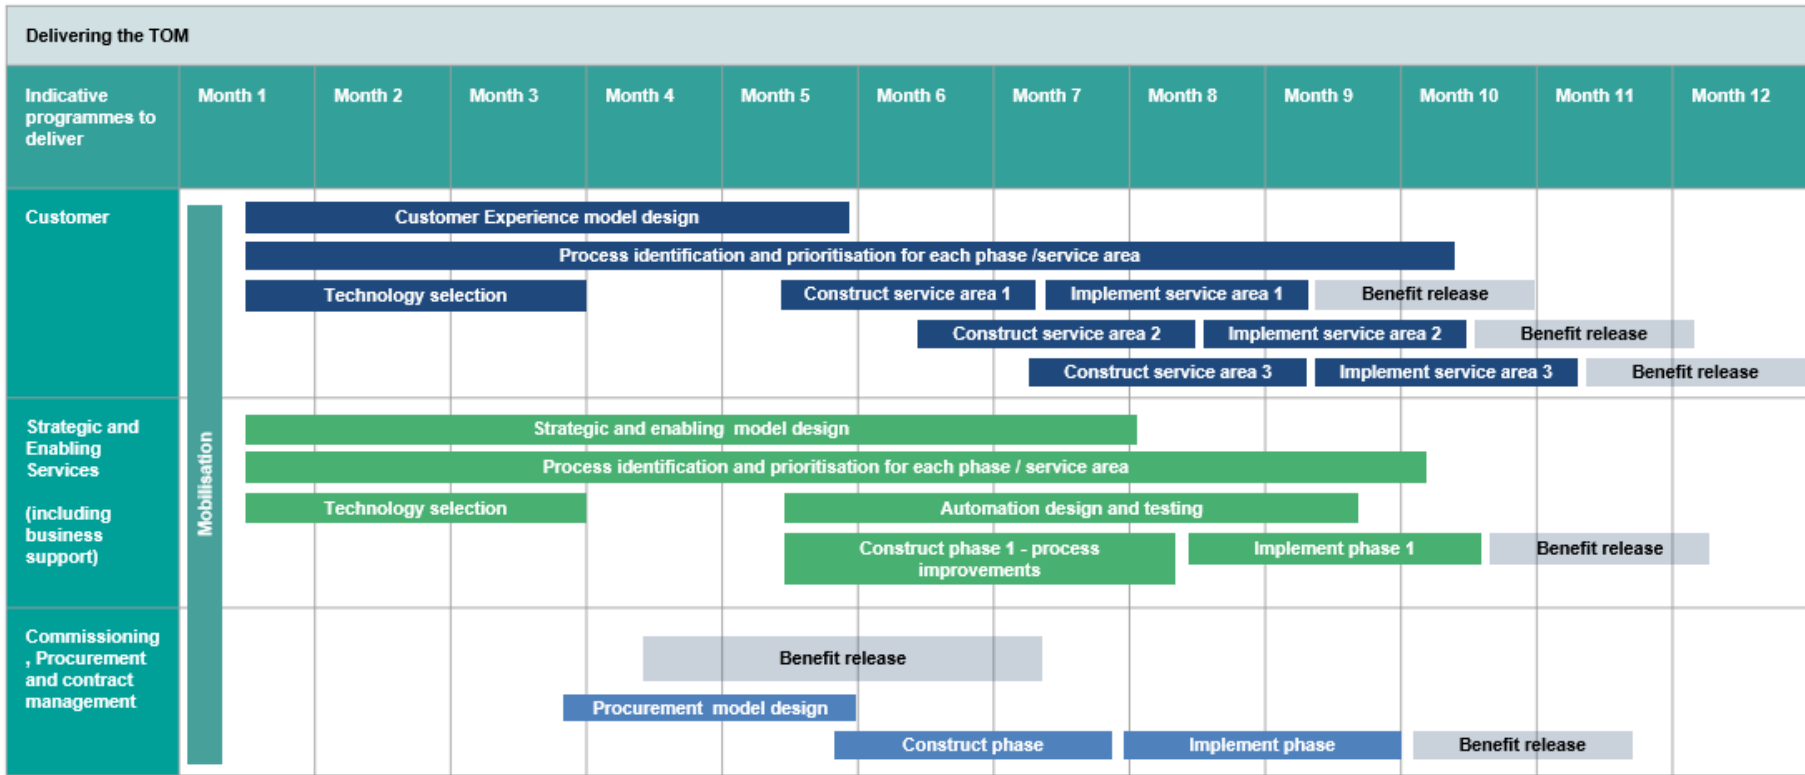 Delivering the TOM
Indicative
programmes to
deliver
Month 1
Month 2
Month 3
Month 4
Month 5
Month 6
Month 7
Month 8
Month 9
Month 10
Month 11
Month 12
Mobilisation
Customer
Customer Experience model design
Process identification and prioritisation for each phase /service area
Technology selection
Construct service area 1
Implement service area 1
Benefit release
Construct service area 2
Implement service area 2
Benefit release
Construct service area 3
Implement service area 3
Benefit release
Strategic and
Enabling
Services
(including
business
support)
Strategic and enabling model design
Process identification and prioritisation for each phase / service area
Technology selection
Automation design and testing
Construct phase 1 - process
improvements
Implement phase 1
Benefit release
Commissioning
, Procurement
and contract
management
Benefit release
Procurement model design
Construct phase
Implement phase
Benefit release